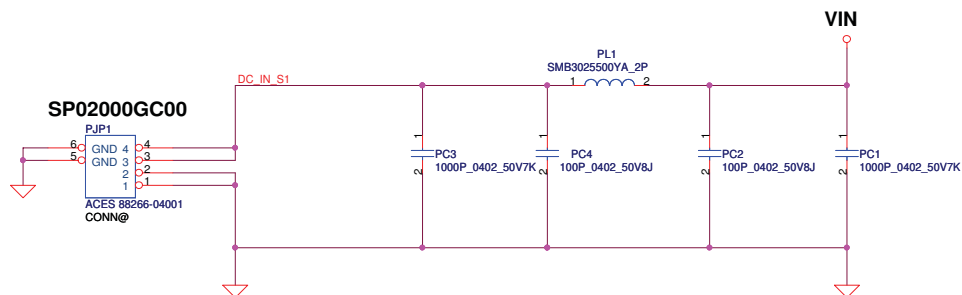 VIN
PL1
SMB3025500YA_2P
DC_IN_S1
1 2
SP02000GC00
PJP1
6 GND 4 4
5 GND 3 3
2 2
1 1
ACES 88266-04001
CONN@
1
PC3
1000P_0402_50V7K
2
1
PC4
100P_0402_50V8J
2
1
PC2
100P_0402_50V8J
2
1
PC1
1000P_0402_50V7K
2